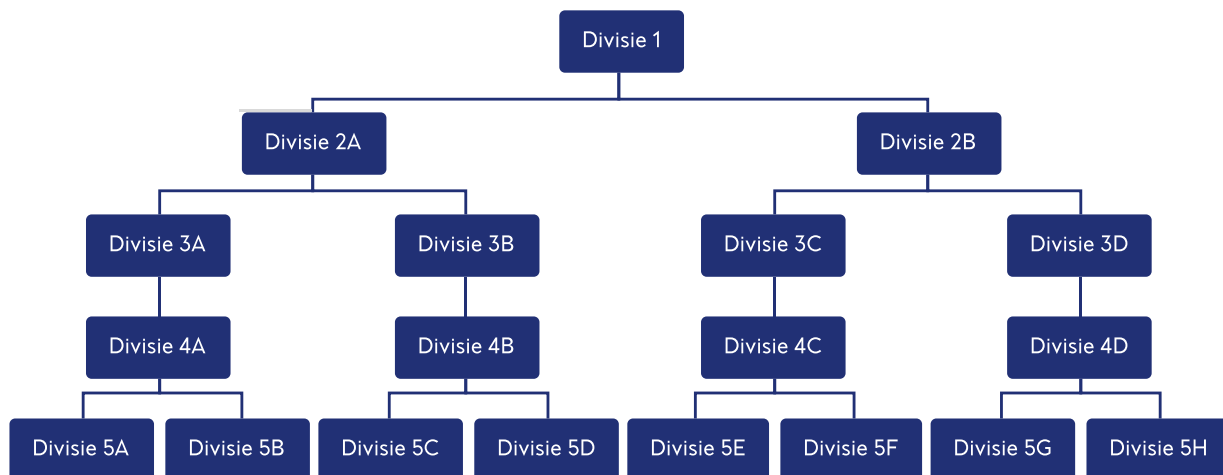 Divisie 1
Divisie 2A
Divisie 2B
Divisie 3A
Divisie 3B
Divisie 3C
Divisie 3D
Divisie 4A
Divisie 4B
Divisie 4C
Divisie 4D
Divisie 5A
Divisie 5B
Divisie 5C
Divisie 5D
Divisie 5E
Divisie 5F
Divisie 5G
Divisie 5H